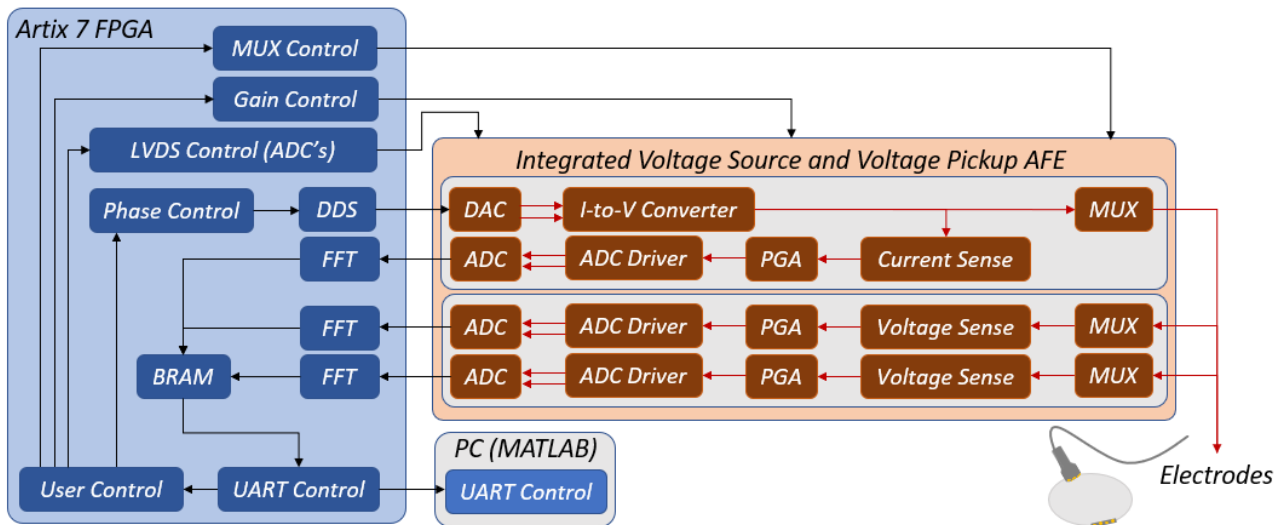 Artix 7 FPGA
MUX Control
Gain Control
LVDS Control (ADC's)
Integrated Voltage Source and Voltage Pickup AFE
Phase Control
DDS
DAC
I-to-V Converter
MUX
FFT
ADC
ADC Driver
PGA
Current Sense
FFT
ADC
ADC Driver
PGA
Voltage Sense
MUX
BRAM
FFT
ADC
ADC Driver
PGA
Voltage Sense
MUX
PC (MATLAB)
User Control
UART Control
UART Control
Electrodes